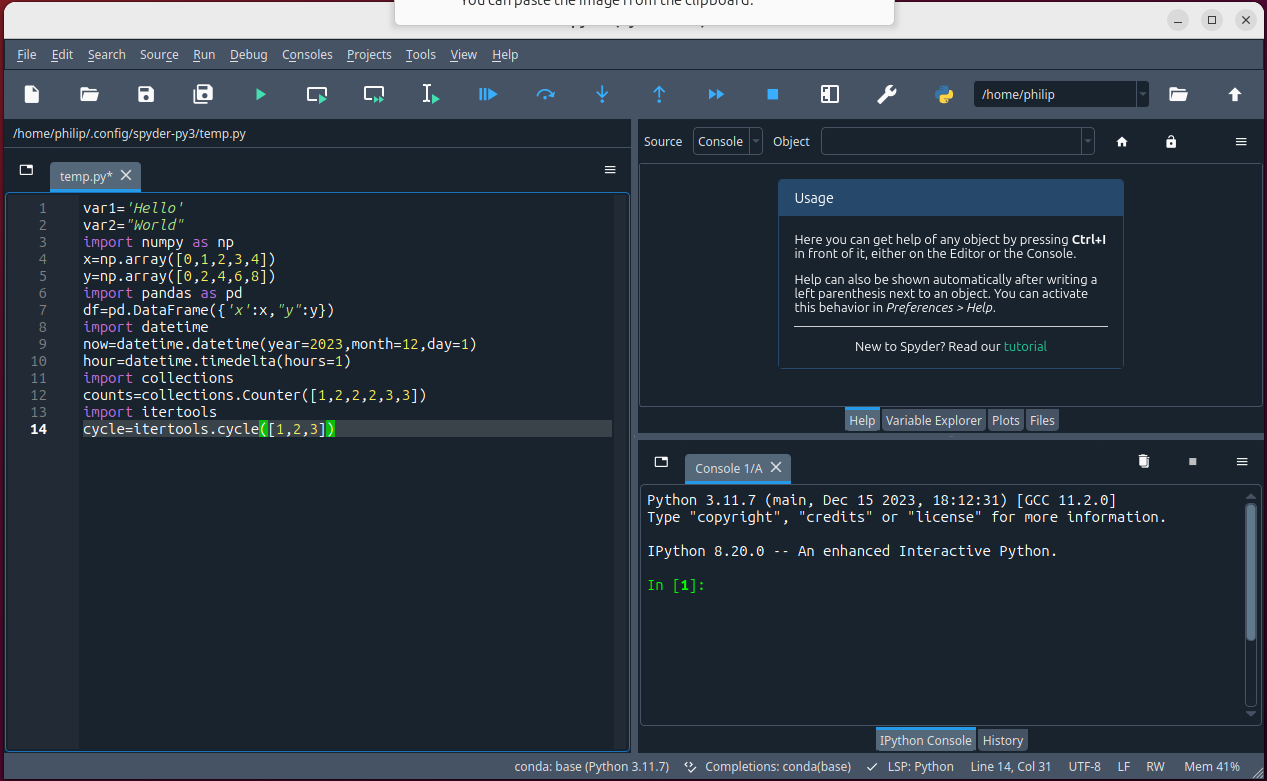 You can paste the image from the clipboard.
File Edit Search Source Run Debug Consoles Projects Tools View Help
/home/philip
/home/philip/.config/spyder-py3/temp.py
temp.py*
1 var1='Hello'
2 var2="World"
3 import numpy as np
4 x=np.array([0,1,2,3,4])
5 y=np.array([0,2,4,6,8])
6 import pandas as pd
7 df=pd.DataFrame({'x':x,"y":y})
8 import datetime
9 now=datetime.datetime(year=2023,month=12,day=1)
10 hour=datetime.timedelta(hours=1)
11 import collections
12 counts=collections.Counter([1,2,2,2,3,3])
13 import itertools
14 cycle=itertools.cycle([1,2,3])
Source Console Object
Usage
Here you can get help of any object by pressing Ctrl+I
in front of it, either on the Editor or the Console.
Help can also be shown automatically after writing a
left parenthesis next to an object. You can activate
this behavior in Preferences > Help.
New to Spyder? Read our tutorial
Help Variable Explorer Plots Files
Console 1/A
Python 3.11.7 (main, Dec 15 2023, 18:12:31) [GCC 11.2.0]
Type "copyright", "credits" or "license" for more information.
IPython 8.20.0 -- An enhanced Interactive Python.
In [1]:
IPython Console History
conda: base (Python 3.11.7) Completions: conda(base) LSP: Python Line 14, Col 31 UTF-8 LF RW Mem 41%